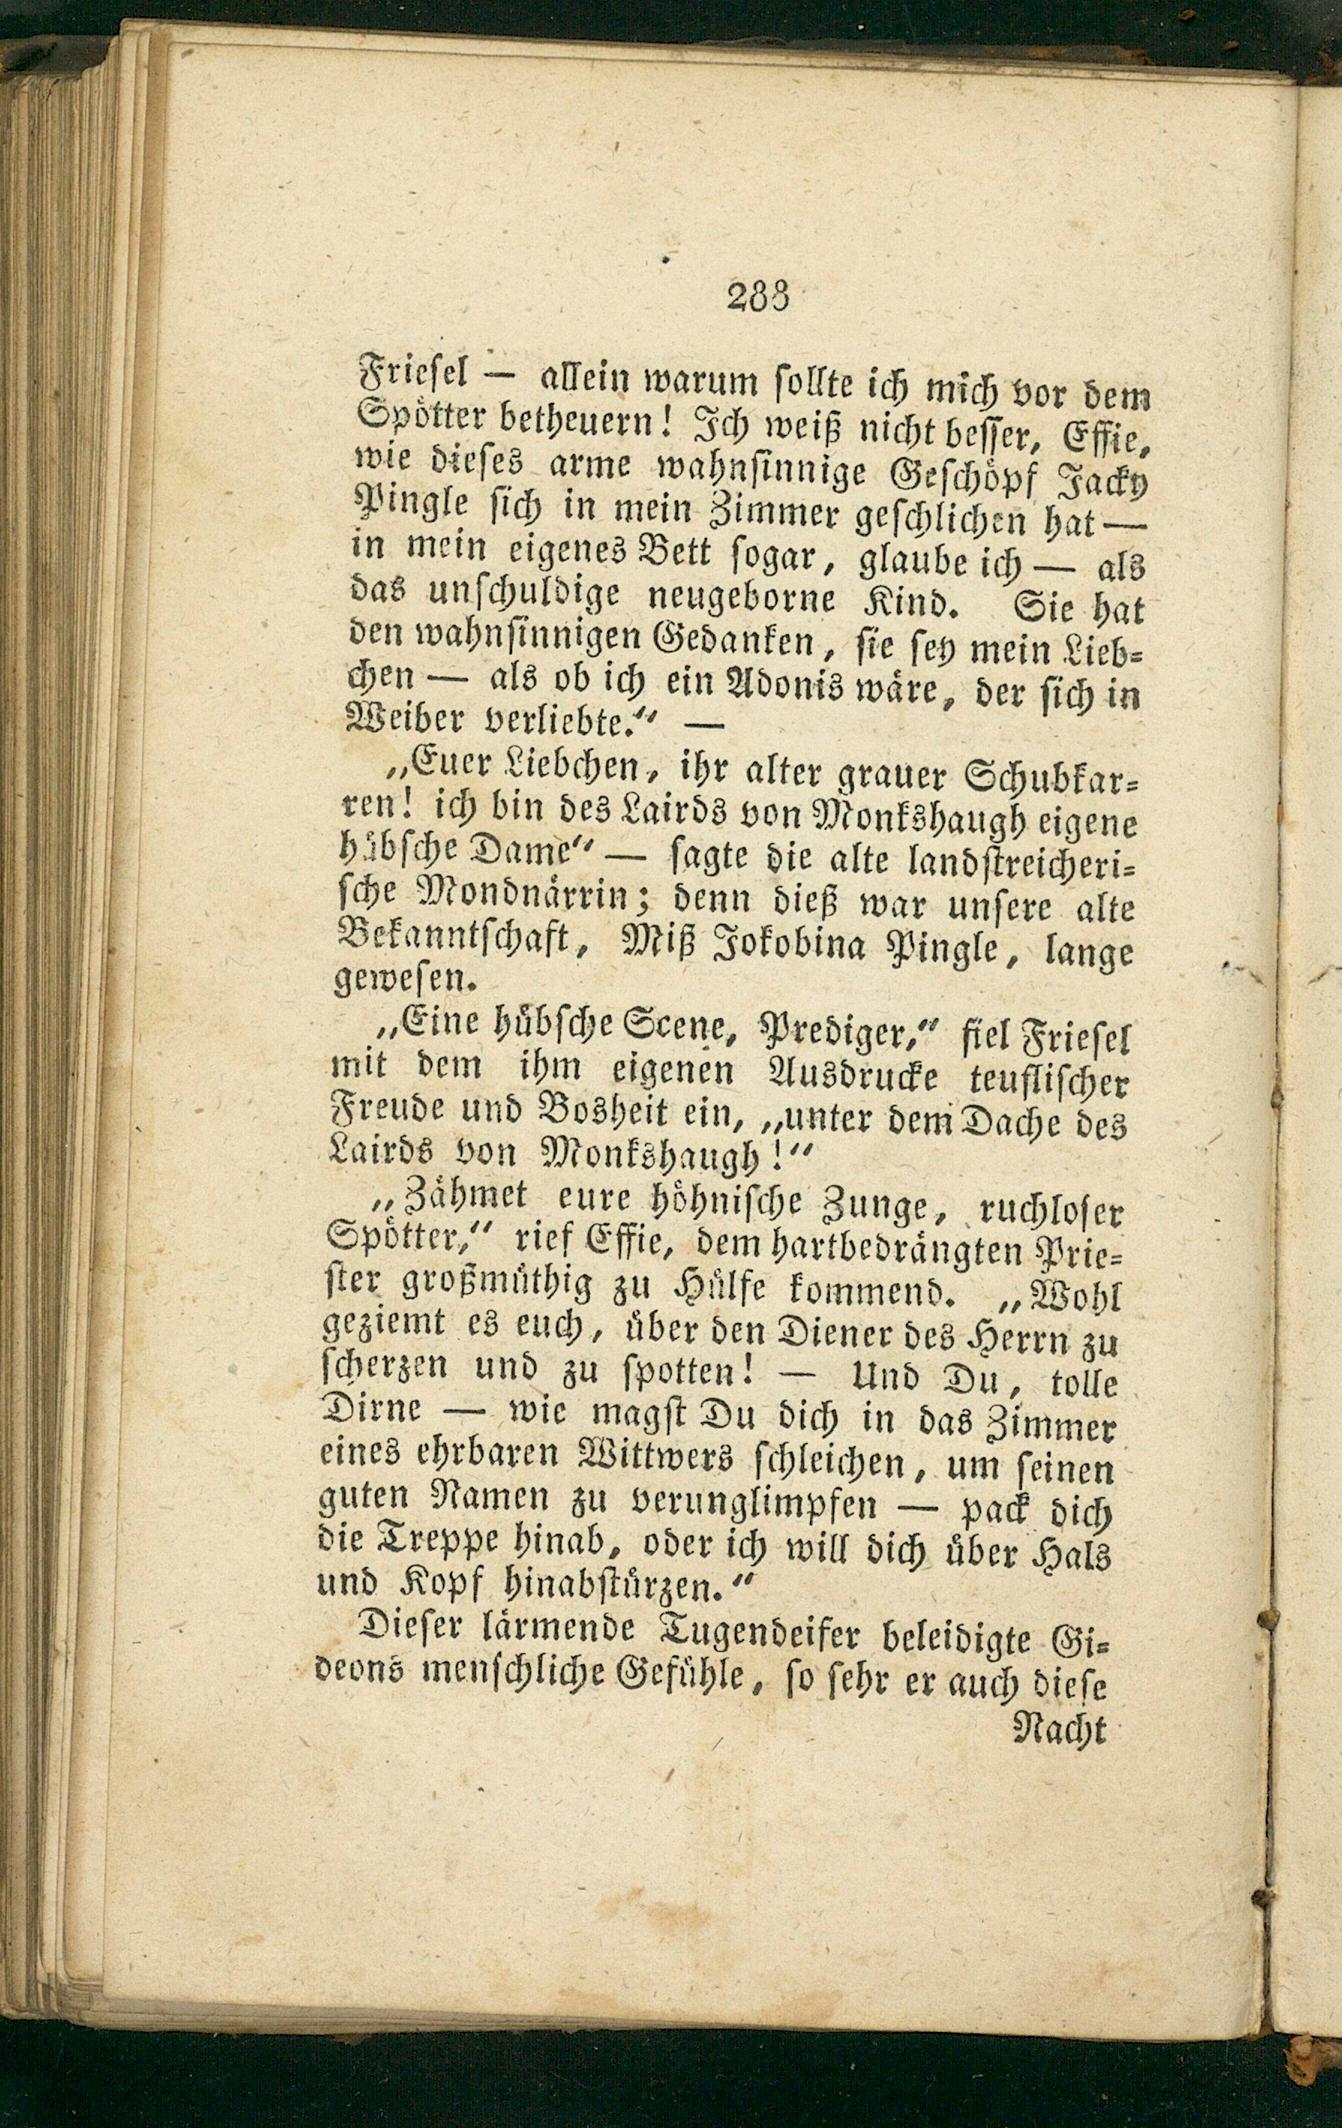 288
Friesel — allein warum sollte ich mich vor dem
Spötter betheuern! Ich weiß nicht besser, Effie,
wie dieses arme wahnsinnige Geschöpf Jacky
Pingle sich in mein Zimmer geschlichen hat —
in mein eigenes Bett sogar, glaube ich — als
das unschuldige neugeborne Kind. Sie hat
den wahnsinnigen Gedanken, sie sey mein Lieb=
chen — als ob ich ein Adonis wäre, der sich in
Weiber verliebte.“ —
„Euer Liebchen, ihr alter grauer Schubkar=
ren! ich bin des Lairds von Monkshaugh eigene
hübsche Dame“ — sagte die alte landstreicheri=
sche Mondnärrin; denn dieß war unsere alte
Bekanntschaft, Miß Jokobina Pingle, lange
gewesen.
„Eine hübsche Scene, Prediger,“ fiel Friesel
mit dem ihm eigenen Ausdrucke teuflischer
Freude und Bosheit ein, „unter dem Dache des
Lairds von Monkshaugh!“
„Zähmet eure höhnische Zunge, ruchloser
Spötter,“ rief Effie, dem hartbedrängten Prie=
ster großmüthig zu Hülfe kommend. „Wohl
geziemt es euch, über den Diener des Herrn zu
scherzen und zu spotten! — Und Du, tolle
Dirne — wie magst Du dich in das Zimmer
eines ehrbaren Wittwers schleichen, um seinen
guten Namen zu verunglimpfen — pack dich
die Treppe hinab, oder ich will dich über Hals
und Kopf hinabstürzen.“
Dieser lärmende Tugendeifer beleidigte Gi=
deons menschliche Gefühle, so sehr er auch diese
Nacht